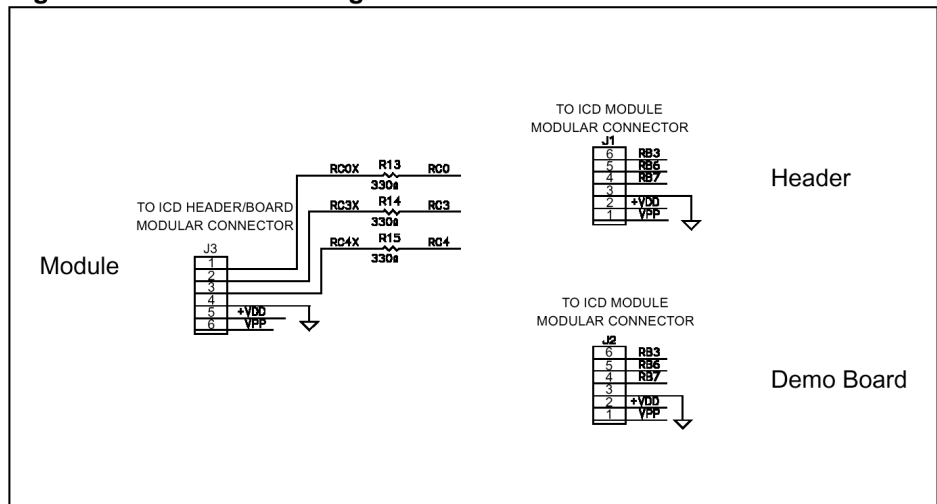 TO ICD MODULE
MODULAR CONNECTOR
J1
6 RB3
5 RB6
4 RB7
3
2 +VDD
1 VPP
Header
RC0X R13 RC0
330Ω
RC3X R14 RC3
330Ω
RC4X R15 RC4
330Ω
TO ICD HEADER/BOARD
MODULAR CONNECTOR
J3
1
2
3
4
5 +VDD
6 VPP
Module
TO ICD MODULE
MODULAR CONNECTOR
J2
6 RB3
5 RB6
4 RB7
3
2 +VDD
1 VPP
Demo Board